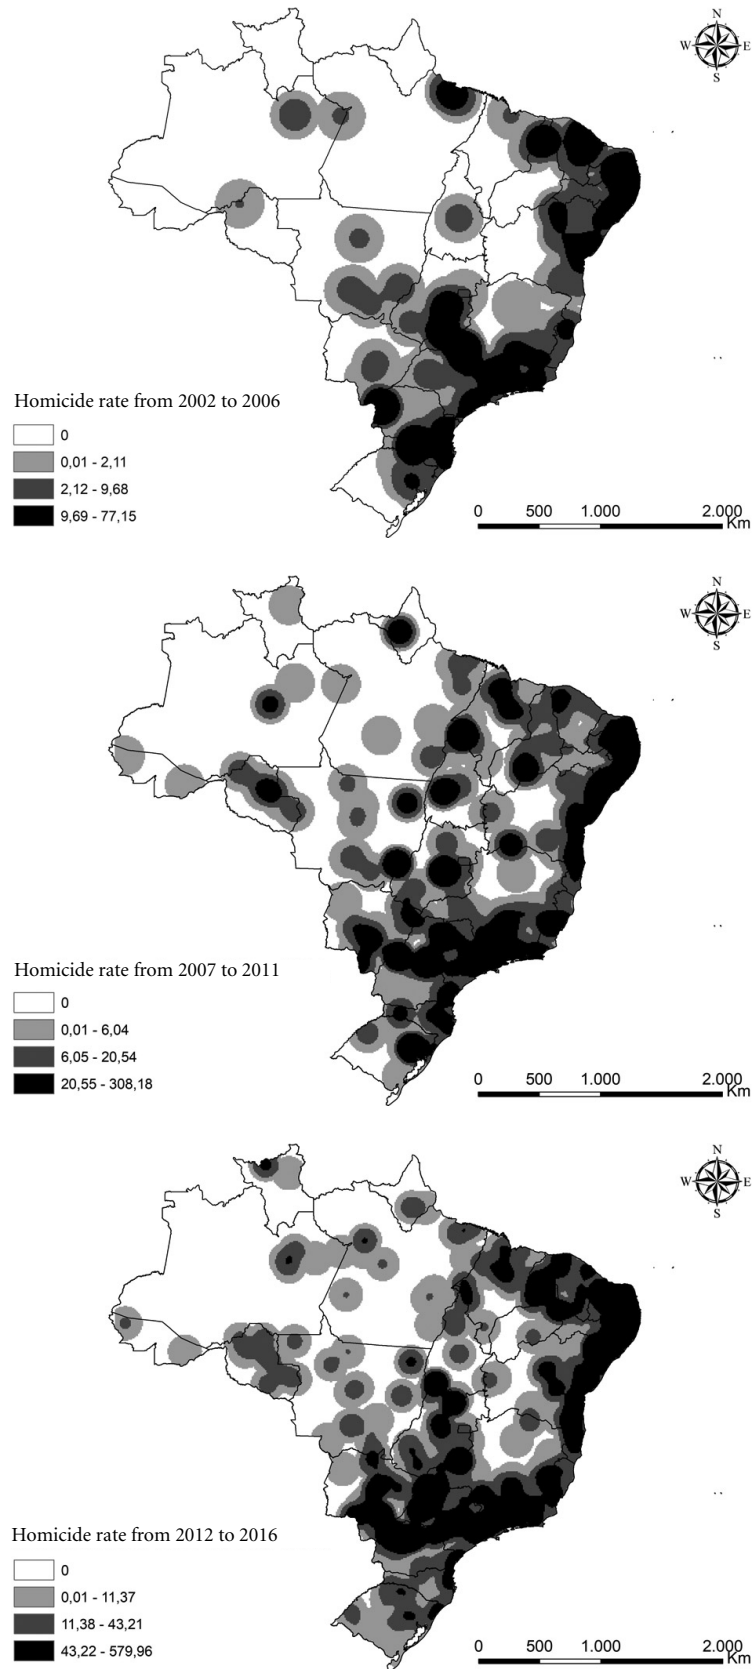 N
W E
S
Homicide rate from 2002 to 2006
0
0,01 - 2,11
2,12 - 9,68
9,69 - 77,15
0 500 1.000 2.000
Km
N
W E
S
Homicide rate from 2007 to 2011
0
0,01 - 6,04
6,05 - 20,54
20,55 - 308,18
0 500 1.000 2.000
Km
N
W E
S
Homicide rate from 2012 to 2016
0
0,01 - 11,37
11,38 - 43,21
43,22 - 579,96
0 500 1.000 2.000
Km